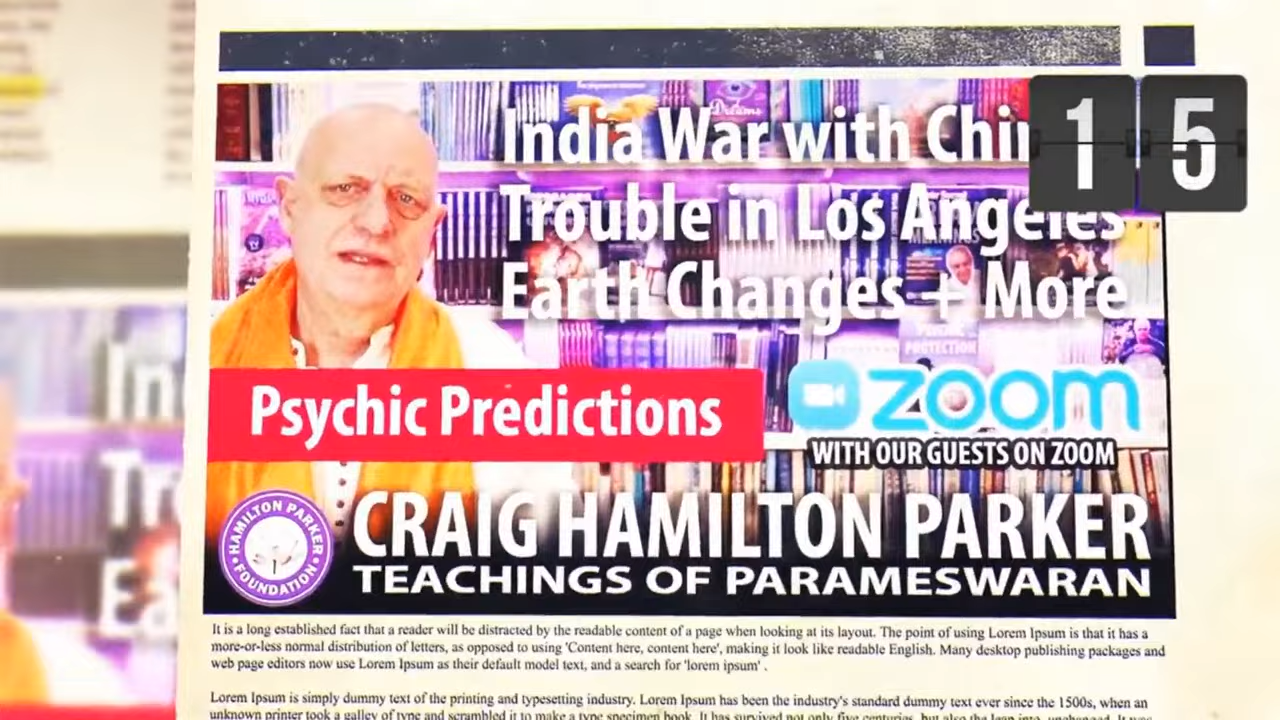 India War with Chi
15
Trouble in Los Angeles
Earth Changes + More
Psychic Predictions
zoom
WITH OUR GUESTS ON ZOOM
HAMILTON PARKER
FOUNDATION
CRAIG HAMILTON PARKER
TEACHINGS OF PARAMESWARAN
It is a long established fact that a reader will be distracted by the readable content of a page when looking at its layout. The point of using Lorem Ipsum is that it has a
more-or-less normal distribution of letters, as opposed to using 'Content here, content here', making it look like readable English. Many desktop publishing packages and
web page editors now use Lorem Ipsum as their default model text, and a search for 'lorem ipsum' .
Lorem Ipsum is simply dummy text of the printing and typesetting industry. Lorem Ipsum has been the industry's standard dummy text ever since the 1500s, when an
unknown printer took a galley of type and scrambled it to make a type specimen book. It has survived not only five centuries, but also the leap into